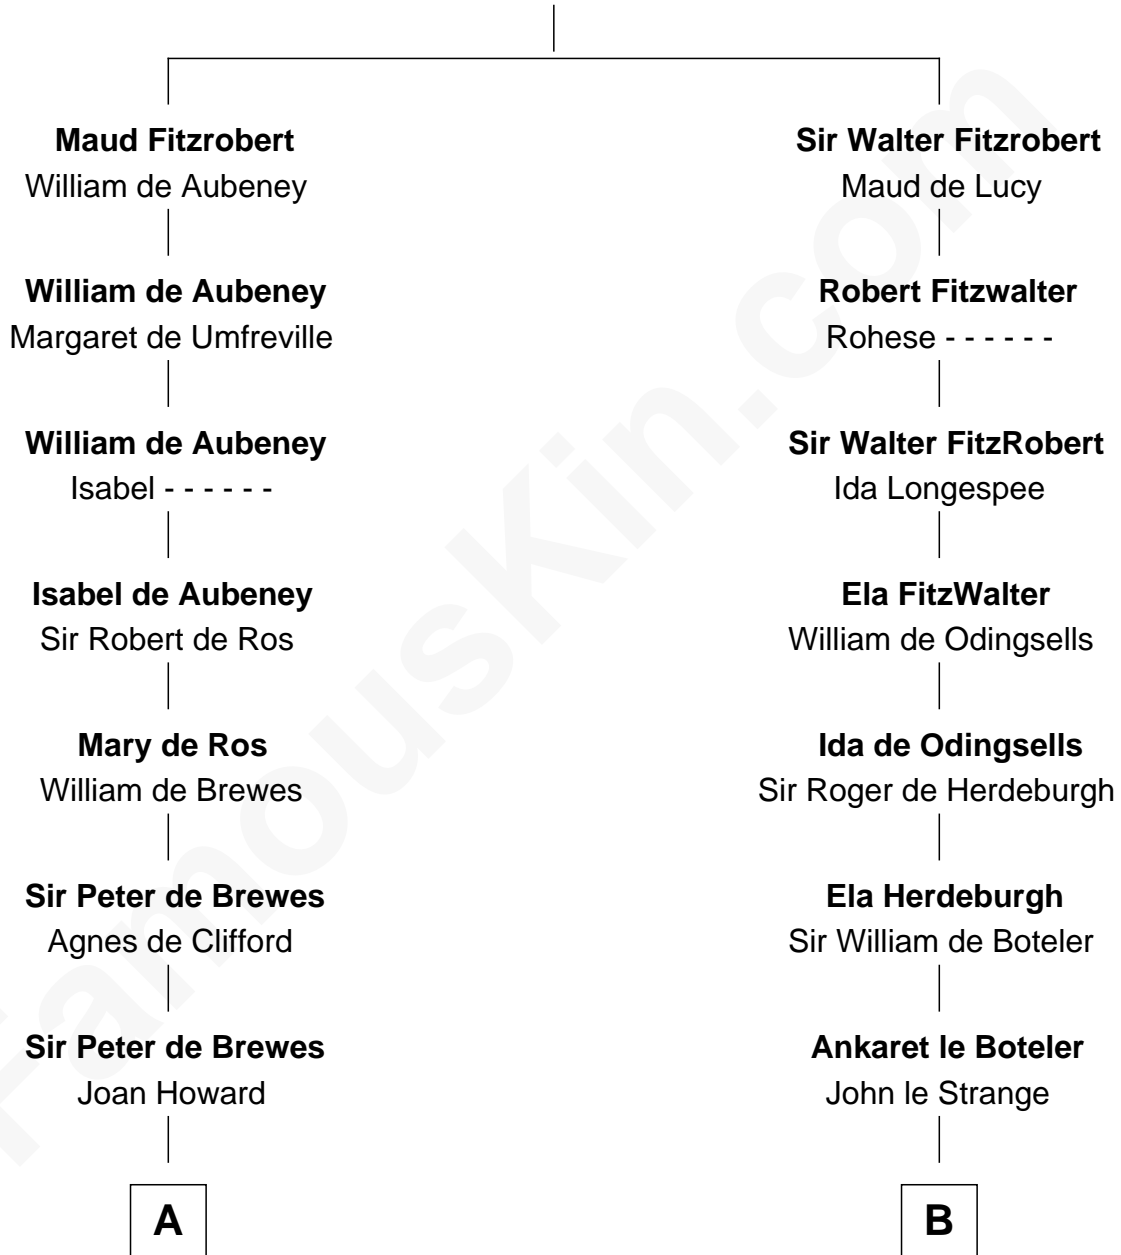 Maud Fitzrobert
William de Aubeney
William de Aubeney
Margaret de Umfreville
William de Aubeney
Isabel - - - - - -
Isabel de Aubeney
Sir Robert de Ros
Mary de Ros
William de Brewes
Sir Peter de Brewes
Agnes de Clifford
Sir Peter de Brewes
Joan Howard
A
Sir Walter Fitzrobert
Maud de Lucy
Robert Fitzwalter
Rohese - - - - - -
Sir Walter FitzRobert
Ida Longespee
Ela FitzWalter
William de Odingsells
Ida de Odingsells
Sir Roger de Herdeburgh
Ela Herdeburgh
Sir William de Boteler
Ankaret le Boteler
John le Strange
B
FamousKin.com